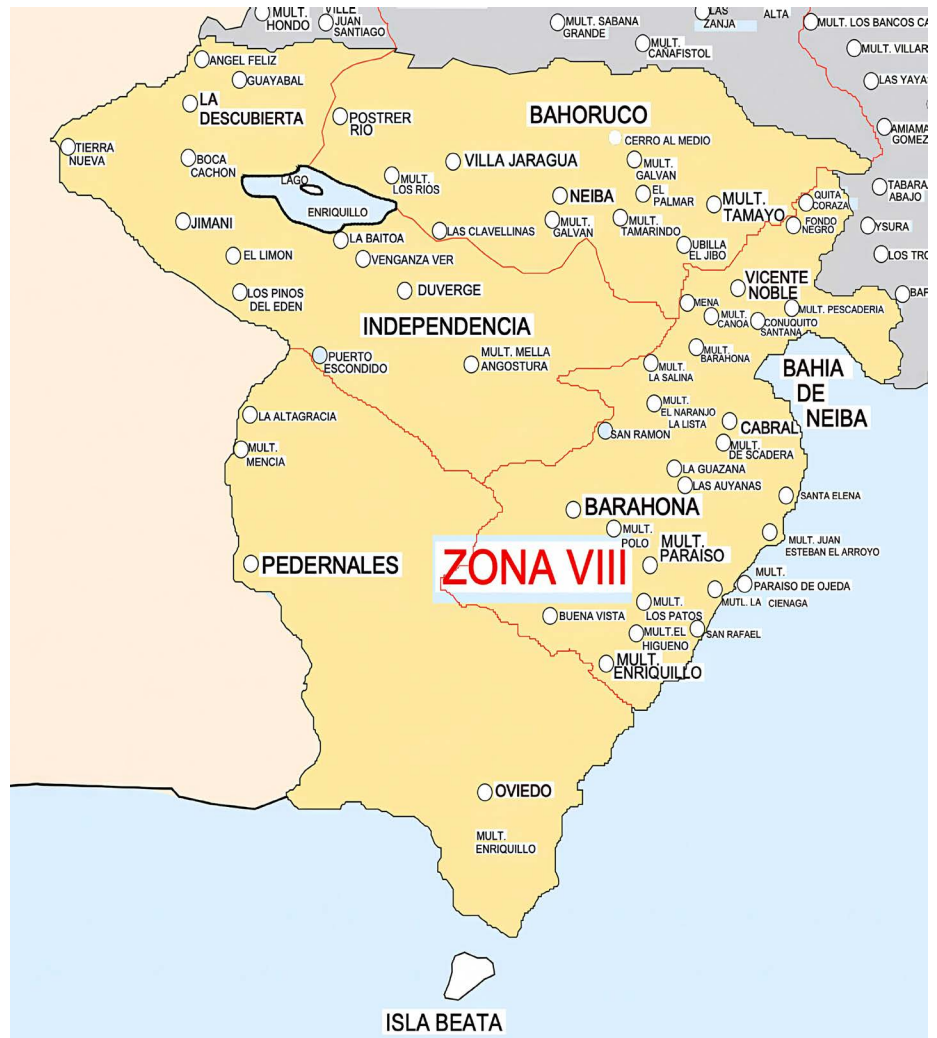 MULT.
HONDO
VILLE
JUAN
SANTIAGO
MULT. SABANA
GRANDE
LAS
ZANJA
ALTA
MULT. LOS BANCOS CA
MULT.
CAÑAFISTOL
MULT. VILLAR
LAS YAYAS
AMIAMA
GOMEZ
TABARA
ABAJO
YSURA
LOS TRO
BAR
ANGEL FELIZ
GUAYABAL
LA
DESCUBIERTA
POSTRER
RIO
BAHORUCO
CERRO AL MEDIO
TIERRA
NUEVA
BOCA
CACHON
LAGO
ENRIQUILLO
MULT.
LOS RIOS
VILLA JARAGUA
MULT.
GALVAN
NEIBA
EL
PALMAR
MULT.
TAMAYO
QUITA
CORAZA
FONDO
NEGRO
JIMANI
LA BAITOA
LAS CLAVELLINAS
MULT.
GALVAN
MULT.
TAMARINDO
UBILLA
EL JIBO
EL LIMON
VENGANZA VER
LOS PINOS
DEL EDEN
DUVERGE
VICENTE
NOBLE
MENA
MULT.
CANOA
CONUQUITO
SANTANA
MULT. PESCADERIA
INDEPENDENCIA
PUERTO
ESCONDIDO
MULT. MELLA
ANGOSTURA
MULT.
BARAHONA
MULT.
LA SALINA
BAHIA
DE
NEIBA
LA ALTAGRACIA
MULT.
EL NARANJO
LA LISTA
SAN RAMON
CABRAL
MULT.
DE SCADERA
MULT.
MENCIA
LA GUAZANA
LAS AUYANAS
SANTA ELENA
BARAHONA
MULT.
POLO
MULT.
PARAISO
MULT. JUAN
ESTEBAN EL ARROYO
PEDERNALES
ZONA VIII
MULT.
PARAISO DE OJEDA
MUTL. LA CIENAGA
BUENA VISTA
MULT.
LOS PATOS
MULT.EL
HIGUENO
SAN RAFAEL
MULT.
ENRIQUILLO
OVIEDO
MULT.
ENRIQUILLO
ISLA BEATA